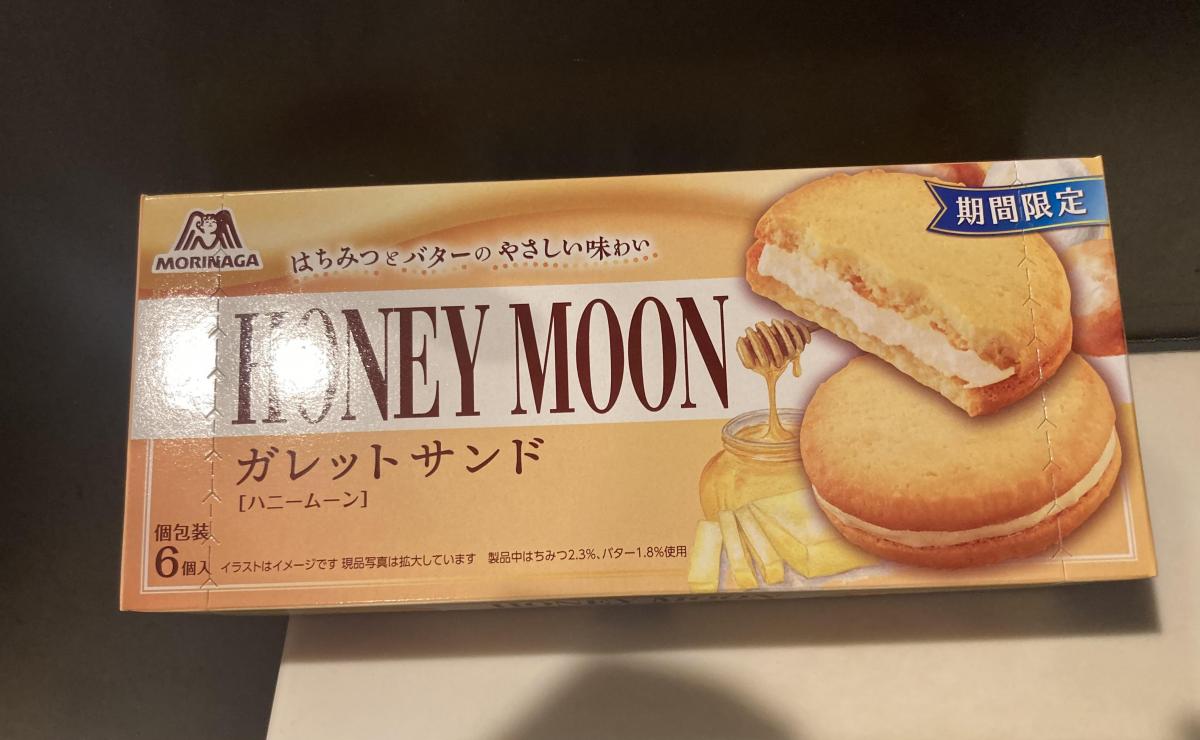 MORINAGA
はちみつとバターの やさしい味わい
期間限定
HONEY MOON
ガレットサンド
[ハニームーン]
個包装
6個入
イラストはイメージです 現品写真は拡大しています 製品中はちみつ2.3%、バター1.8%使用